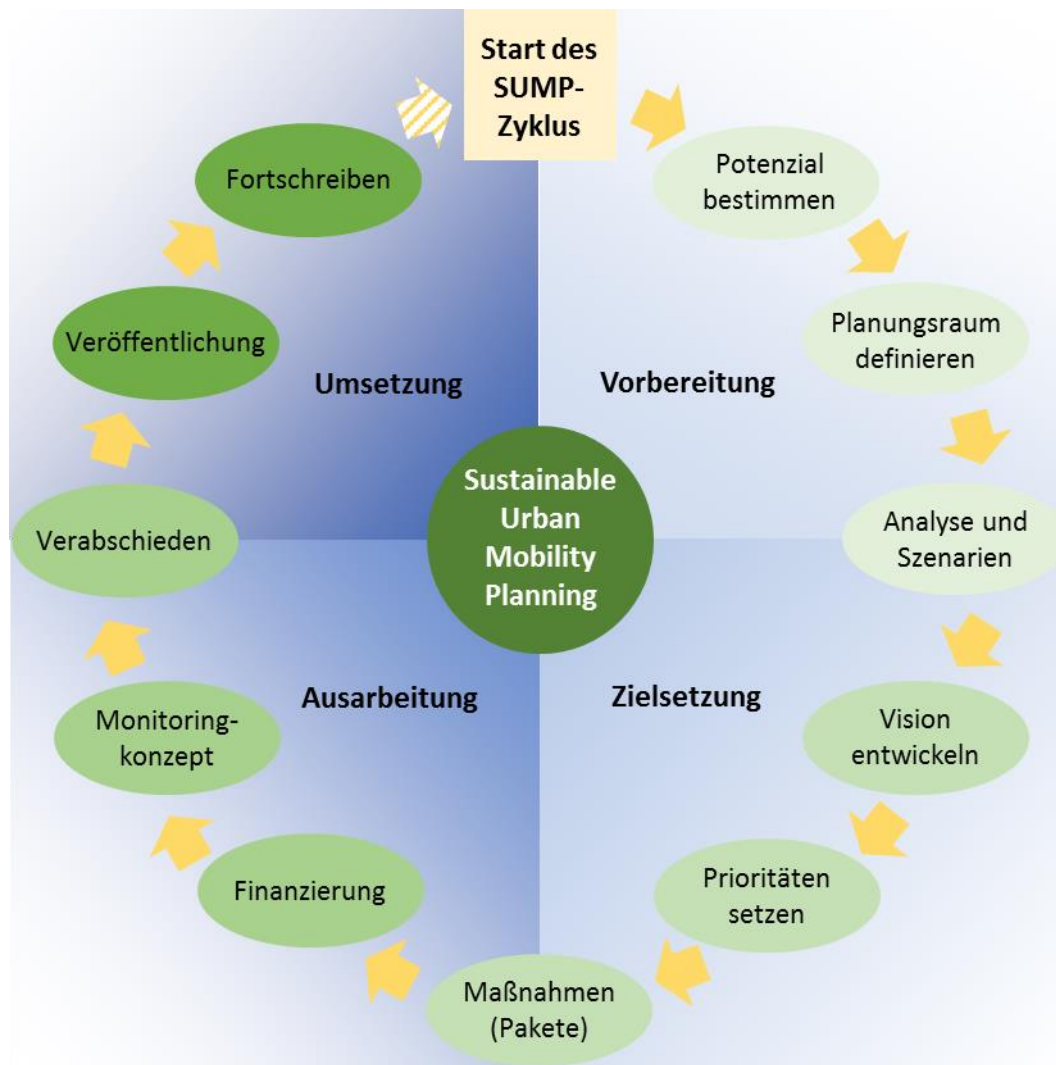 Start des
SUMP-
Zyklus
Potenzial
bestimmen
Planungsraum
definieren
Analyse und
Szenarien
Vision
entwickeln
Prioritäten
setzen
Maßnahmen
(Pakete)
Finanzierung
Monitoring-
konzept
Verabschieden
Veröffentlichung
Fortschreiben
Umsetzung
Vorbereitung
Sustainable
Urban
Mobility
Planning
Ausarbeitung
Zielsetzung